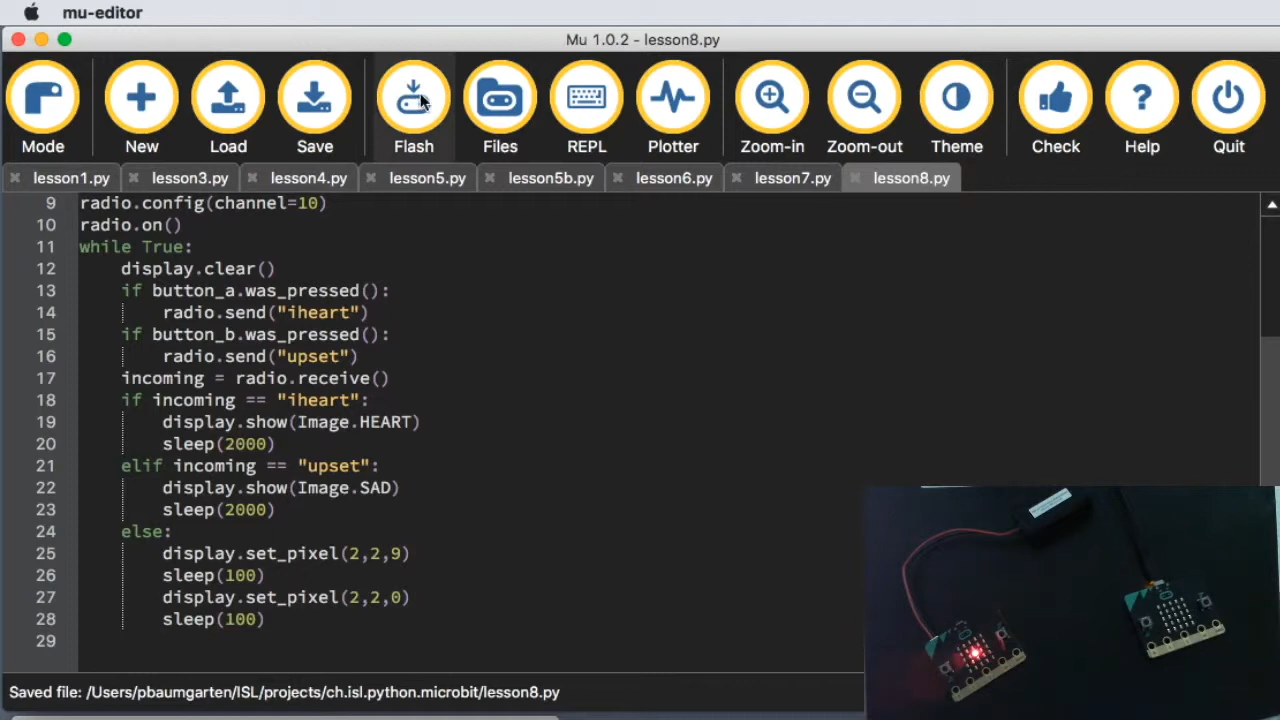 mu-editor
Mu 1.0.2 - lesson8.py
Mode New Load Save Flash Files REPL Plotter Zoom-in Zoom-out Theme Check Help Quit
lesson1.py lesson3.py lesson4.py lesson5.py lesson5b.py lesson6.py lesson7.py lesson8.py
9 radio.config(channel=10)
10 radio.on()
11 while True:
12     display.clear()
13     if button_a.was_pressed():
14         radio.send("iheart")
15     if button_b.was_pressed():
16         radio.send("upset")
17     incoming = radio.receive()
18     if incoming == "iheart":
19         display.show(Image.HEART)
20         sleep(2000)
21     elif incoming == "upset":
22         display.show(Image.SAD)
23         sleep(2000)
24     else:
25         display.set_pixel(2,2,9)
26         sleep(100)
27         display.set_pixel(2,2,0)
28         sleep(100)
29
Saved file: /Users/pbaumgarten/ISL/projects/ch.isl.python.microbit/lesson8.py